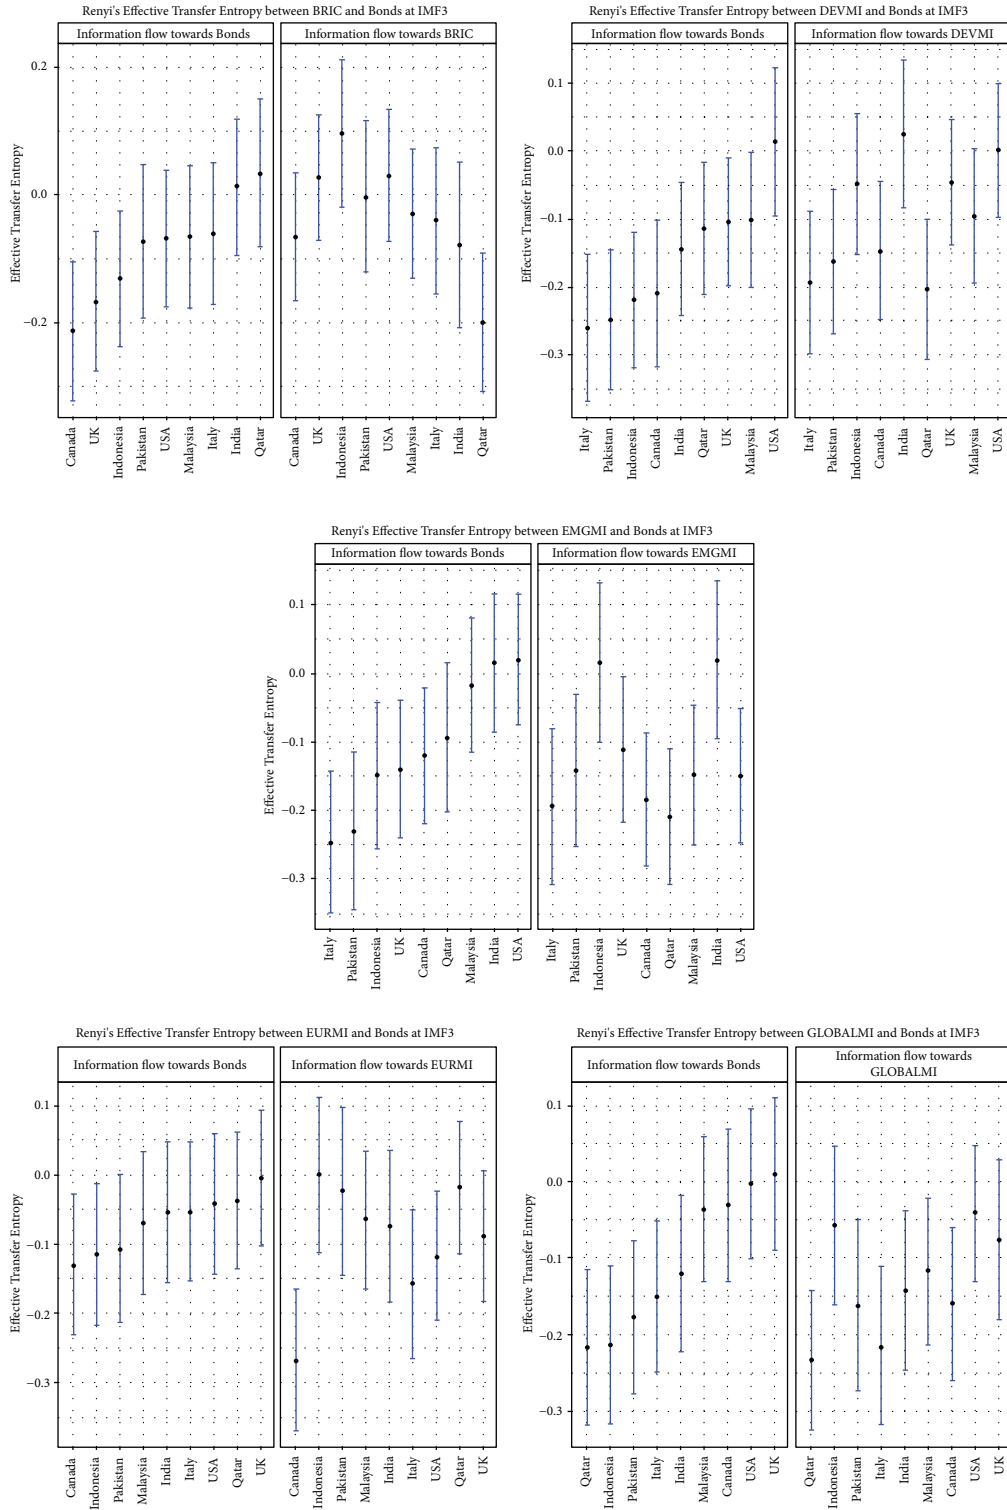 Renyi's Effective Transfer Entropy between BRIC and Bonds at IMF3
Information flow towards Bonds
Information flow towards BRIC
Effective Transfer Entropy
0.2
0.0
−0.2
Canada
UK
Indonesia
Pakistan
USA
Malaysia
Italy
India
Qatar
Canada
UK
Indonesia
Pakistan
USA
Malaysia
Italy
India
Qatar
Renyi's Effective Transfer Entropy between DEVMI and Bonds at IMF3
Information flow towards Bonds
Information flow towards DEVMI
Effective Transfer Entropy
0.1
0.0
−0.1
−0.2
−0.3
Italy
Pakistan
Indonesia
Canada
India
Qatar
UK
Malaysia
USA
Italy
Pakistan
Indonesia
Canada
India
Qatar
UK
Malaysia
USA
Renyi's Effective Transfer Entropy between EMGMI and Bonds at IMF3
Information flow towards Bonds
Information flow towards EMGMI
Effective Transfer Entropy
0.1
0.0
−0.1
−0.2
−0.3
Italy
Pakistan
Indonesia
UK
Canada
Qatar
Malaysia
India
USA
Italy
Pakistan
Indonesia
UK
Canada
Qatar
Malaysia
India
USA
Renyi's Effective Transfer Entropy between EURMI and Bonds at IMF3
Information flow towards Bonds
Information flow towards EURMI
Effective Transfer Entropy
0.1
0.0
−0.1
−0.2
−0.3
Canada
Indonesia
Pakistan
Malaysia
India
Italy
USA
Qatar
UK
Canada
Indonesia
Pakistan
Malaysia
India
Italy
USA
Qatar
UK
Renyi's Effective Transfer Entropy between GLOBALMI and Bonds at IMF3
Information flow towards Bonds
Information flow towards
GLOBALMI
Effective Transfer Entropy
0.1
0.0
−0.1
−0.2
−0.3
Qatar
Indonesia
Pakistan
Italy
India
Malaysia
Canada
USA
UK
Qatar
Indonesia
Pakistan
Italy
India
Malaysia
Canada
USA
UK